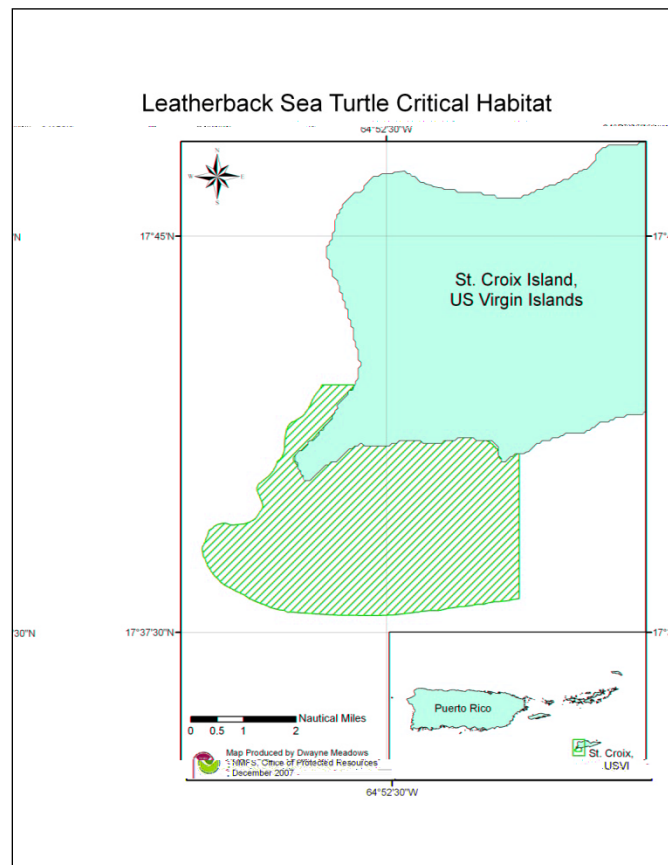 Leatherback Sea Turtle Critical Habitat
64°52'30"W
17°45'N
St. Croix Island,
US Virgin Islands
17°37'30"N
30"N
Puerto Rico
Nautical Miles
0 0.5 1 2
St. Croix,
USVI
Map Produced by Dwayne Meadows
NMFS, Office of Protected Resources
December 2007
64°52'30"W
N
W E
S